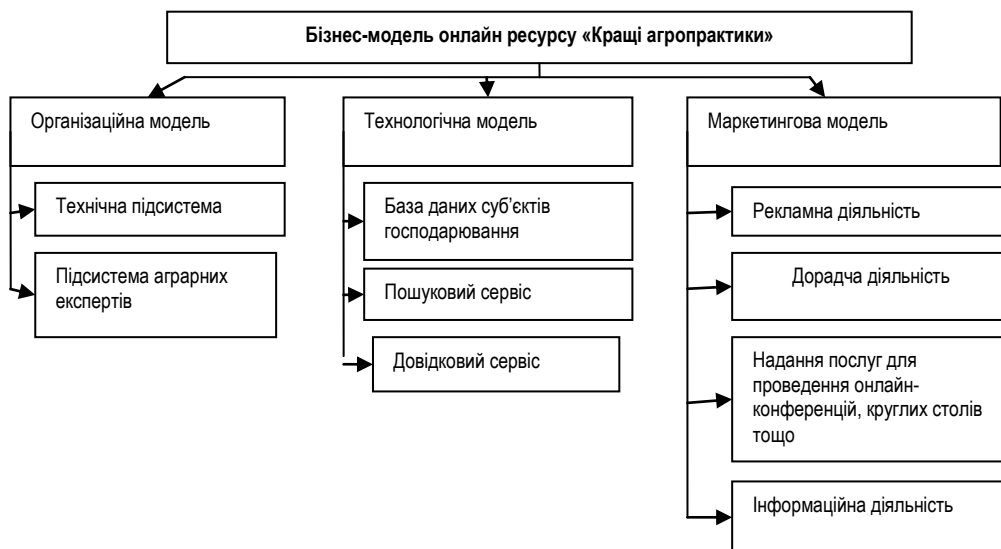 Бізнес-модель онлайн ресурсу «Кращі агропрактики»
Організаційна модель
Технічна підсистема
Підсистема аграрних
експертів
Технологічна модель
База даних суб’єктів
господарювання
Пошуковий сервіс
Довідковий сервіс
Маркетингова модель
Рекламна діяльність
Дорадча діяльність
Надання послуг для
проведення онлайн-
конференцій, круглих столів
тощо
Інформаційна діяльність